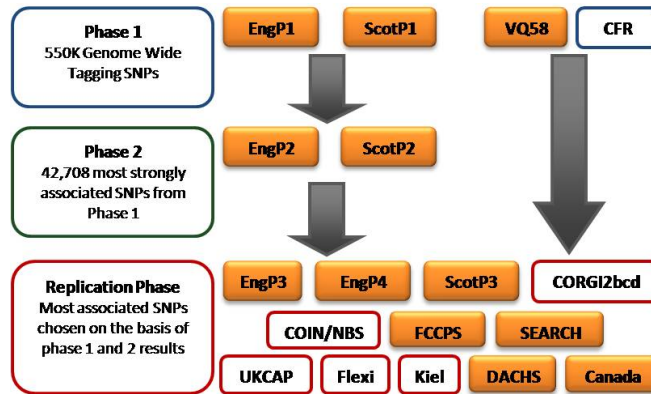 Phase 1
550K Genome Wide
Tagging SNPs
EngP1
ScotP1
VQ58
CFR
Phase 2
42,708 most strongly
associated SNPs from
Phase 1
EngP2
ScotP2
Replication Phase
Most associated SNPs
chosen on the basis of
phase 1 and 2 results
EngP3
EngP4
ScotP3
CORGI2bcd
COIN/NBS
FCCPS
SEARCH
UKCAP
Flexi
Kiel
DACHS
Canada